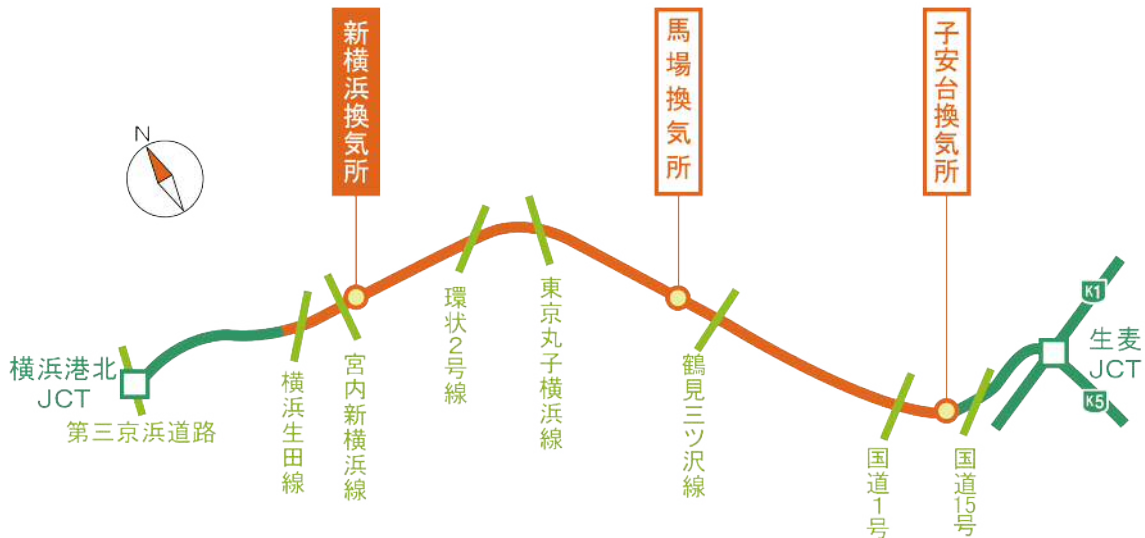 新横浜換気所
馬場換気所
子安台換気所
N
K1
生麦
JCT
K5
横浜港北
JCT
第三京浜道路
横浜生田線
宮内新横浜線
環状2号線
東京丸子横浜線
鶴見三ツ沢線
国道1号
国道15号